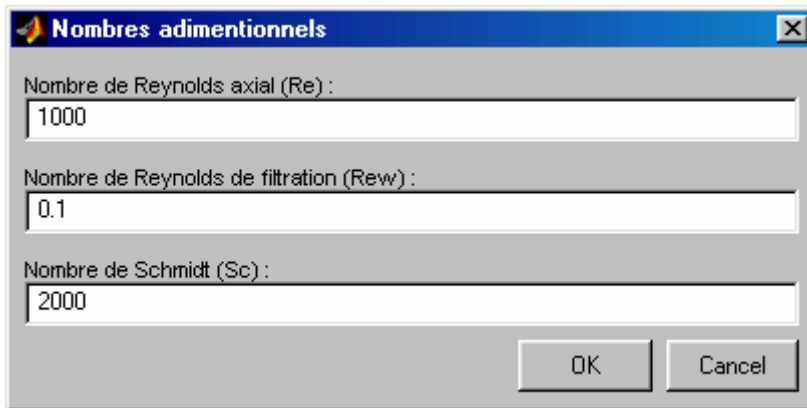 Nombres adimentionnels
Nombre de Reynolds axial (Re) :
1000
Nombre de Reynolds de filtration (Rew) :
0.1
Nombre de Schmidt (Sc) :
2000
OK Cancel